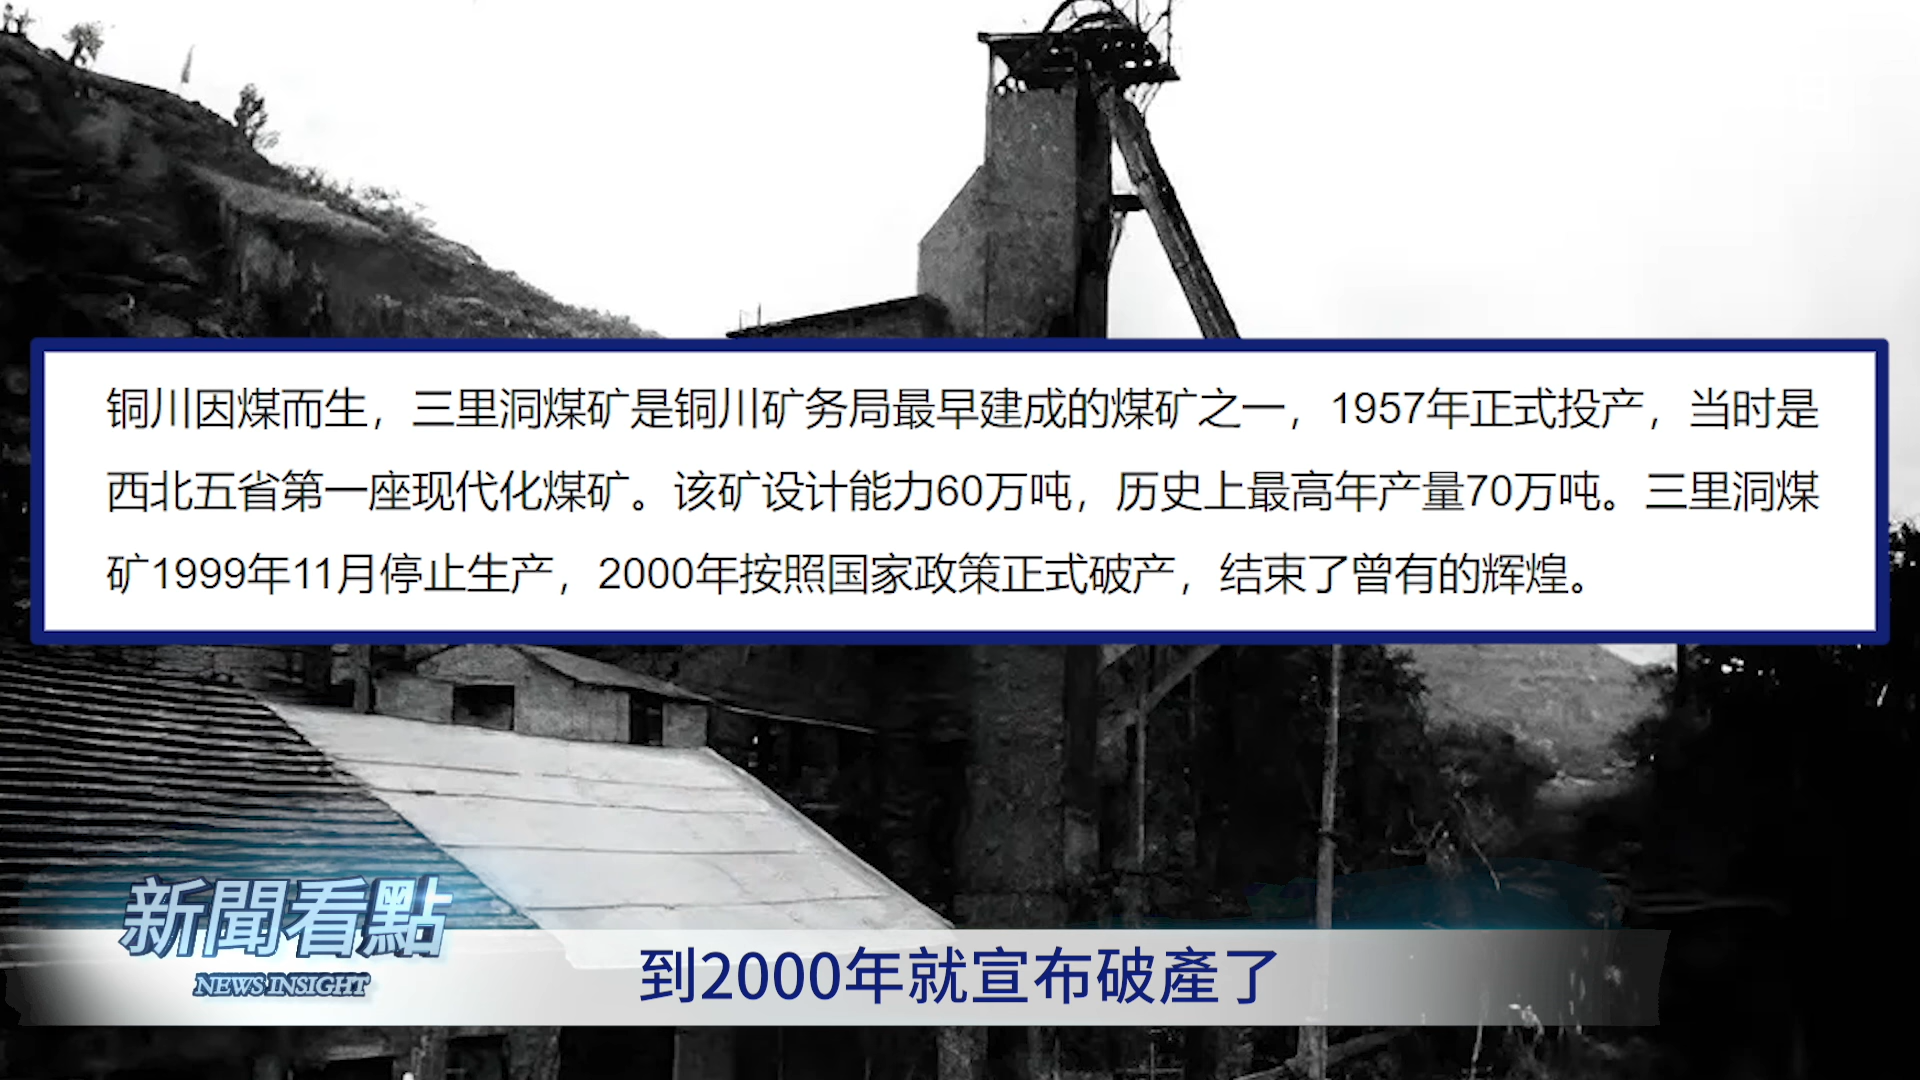 铜川因煤而生，三里洞煤矿是铜川矿务局最早建成的煤矿之一，1957年正式投产，当时是
西北五省第一座现代化煤矿。该矿设计能力60万吨，历史上最高年产量70万吨。三里洞煤
矿1999年11月停止生产，2000年按照国家政策正式破产，结束了曾有的辉煌。
新聞看點
NEWS INSIGHT
到2000年就宣布破產了